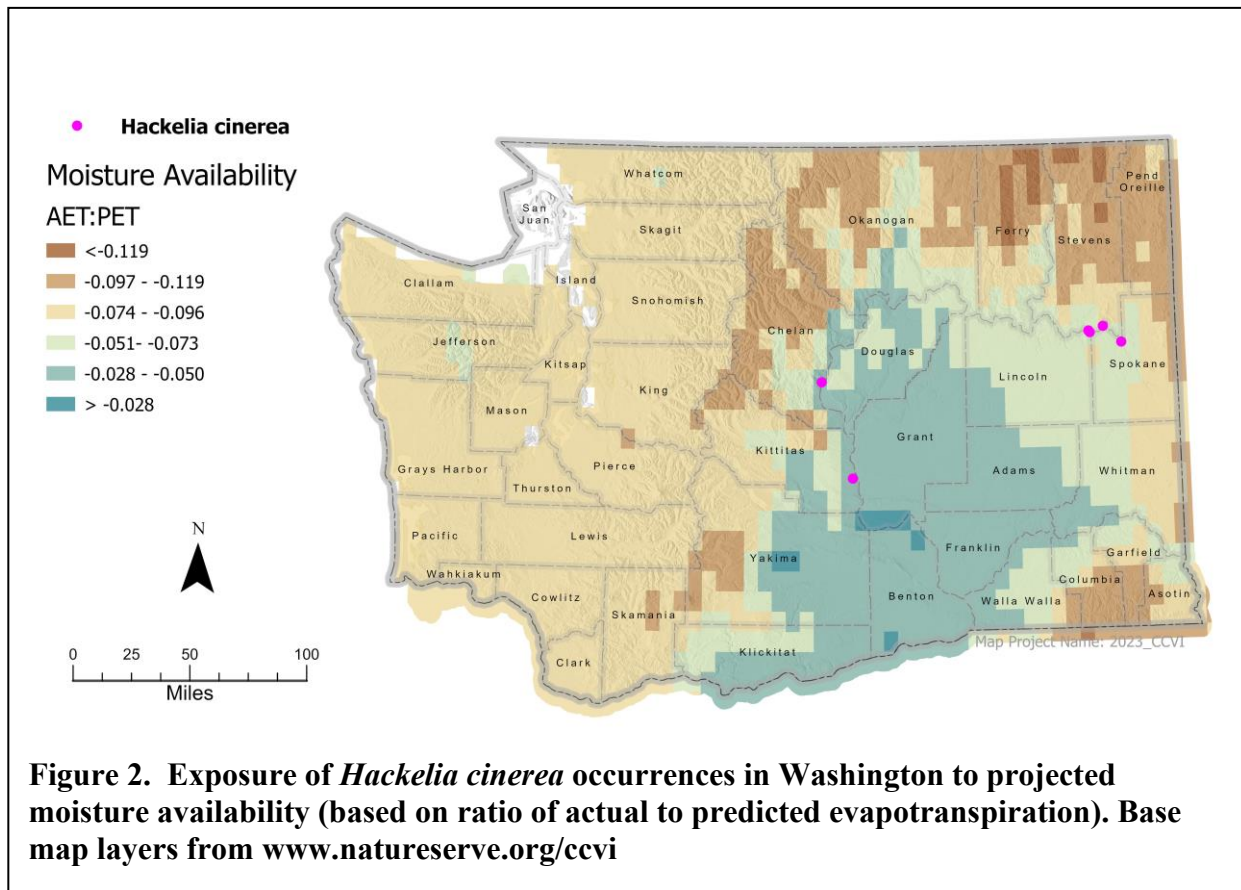 Hackelia cinerea
Moisture Availability
AET:PET
<-0.119
-0.097 - -0.119
-0.074 - -0.096
-0.051- -0.073
-0.028 - -0.050
> -0.028
N
0 25 50 100
Miles
Whatcom
San Juan
Skagit
Island
Clallam
Snohomish
Jefferson
Kitsap
King
Mason
Grays Harbor
Pierce
Thurston
Pacific
Lewis
Wahkiakum
Cowlitz
Skamania
Clark
Okanogan
Ferry
Stevens
Pend Oreille
Chelan
Douglas
Lincoln
Spokane
Kittitas
Grant
Adams
Whitman
Yakima
Franklin
Garfield
Columbia
Benton
Walla Walla
Asotin
Klickitat
Map Project Name: 2023_CCVI
Figure 2. Exposure of Hackelia cinerea occurrences in Washington to projected
moisture availability (based on ratio of actual to predicted evapotranspiration). Base
map layers from www.natureserve.org/ccvi